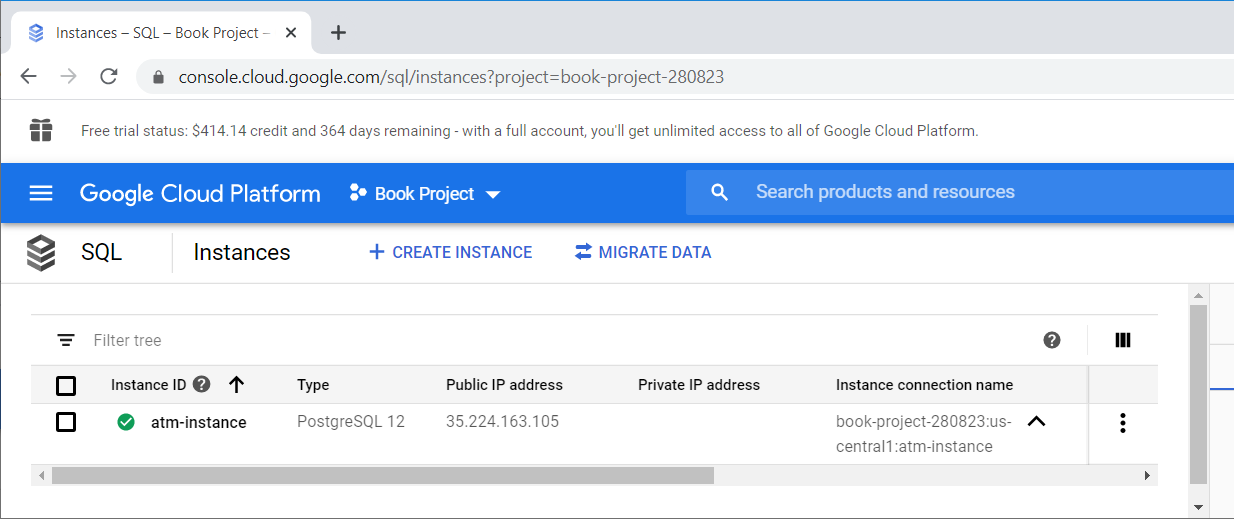 Instances – SQL – Book Project –
console.cloud.google.com/sql/instances?project=book-project-280823
Free trial status: $414.14 credit and 364 days remaining - with a full account, you'll get unlimited access to all of Google Cloud Platform.
Google Cloud Platform Book Project Search products and resources
SQL Instances CREATE INSTANCE MIGRATE DATA
Filter tree
Instance ID Type Public IP address Private IP address Instance connection name
atm-instance PostgreSQL 12 35.224.163.105 book-project-280823:us-
central1:atm-instance